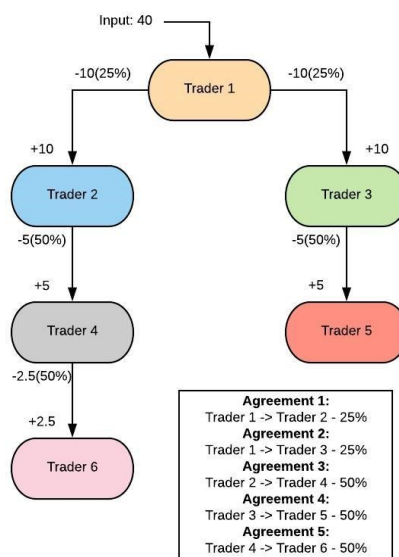 Input: 40
-10(25%)
-10(25%)
Trader 1
+10
+10
Trader 2
Trader 3
-5(50%)
-5(50%)
+5
+5
Trader 4
Trader 5
-2.5(50%)
+2.5
Trader 6
Agreement 1:
Trader 1 -> Trader 2 - 25%
Agreement 2:
Trader 1 -> Trader 3 - 25%
Agreement 3:
Trader 2 -> Trader 4 - 50%
Agreement 4:
Trader 3 -> Trader 5 - 50%
Agreement 5:
Trader 4 -> Trader 6 - 50%